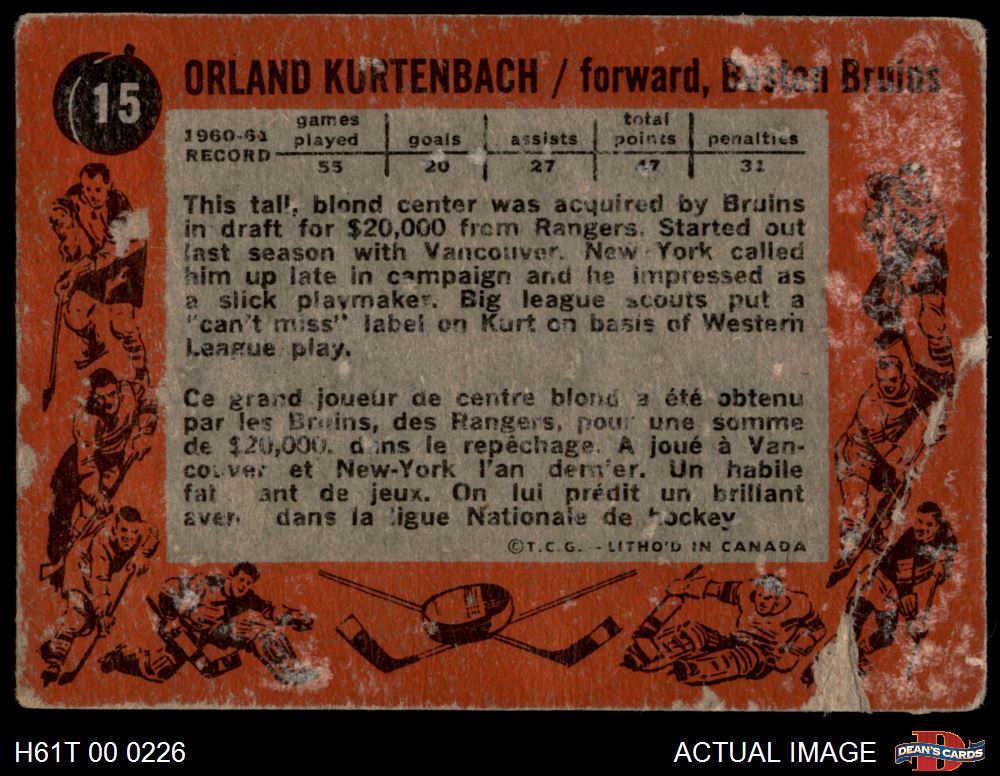 15
ORLAND KURTENBACH / forward, Boston Bruins
1960-61 RECORD
games played goals assists total points penalties
55 20 27 47 31
This tall, blond center was acquired by Bruins
in draft for $20,000 from Rangers. Started out
last season with Vancouver. New York called
him up late in campaign and he impressed as
a slick playmaker. Big league scouts put a
"can't miss" label on Kurt on basis of Western
League play.
Ce grand joueur de centre blond a été obtenu
par les Bruins, des Rangers, pour une somme
de $20,000. dans le repêchage. A joué à Van-
couver et New-York l'an dernier. Un habile
fat ant de jeux. On lui prédit un brillant
aven dans la ligue Nationale de hockey
©T.C.G. - LITHO'D IN CANADA
H61T 00 0226
ACTUAL IMAGE
DEAN'S CARDS